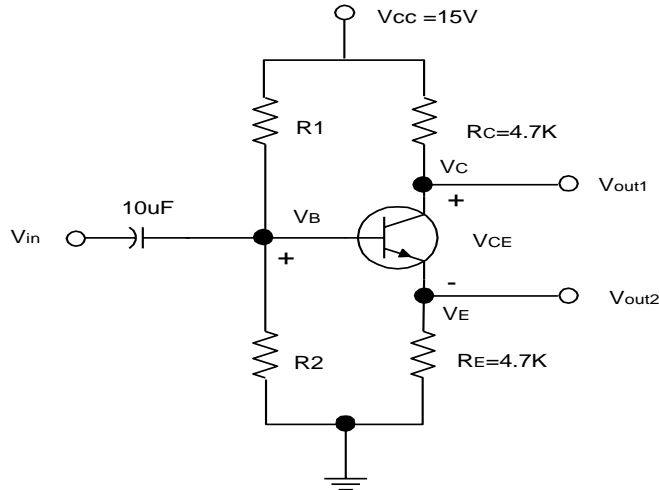 Vcc =15V
R1
RC=4.7K
VC
Vout1
10uF
VB
+
Vin
VCE
+
-
Vout2
VE
R2
RE=4.7K